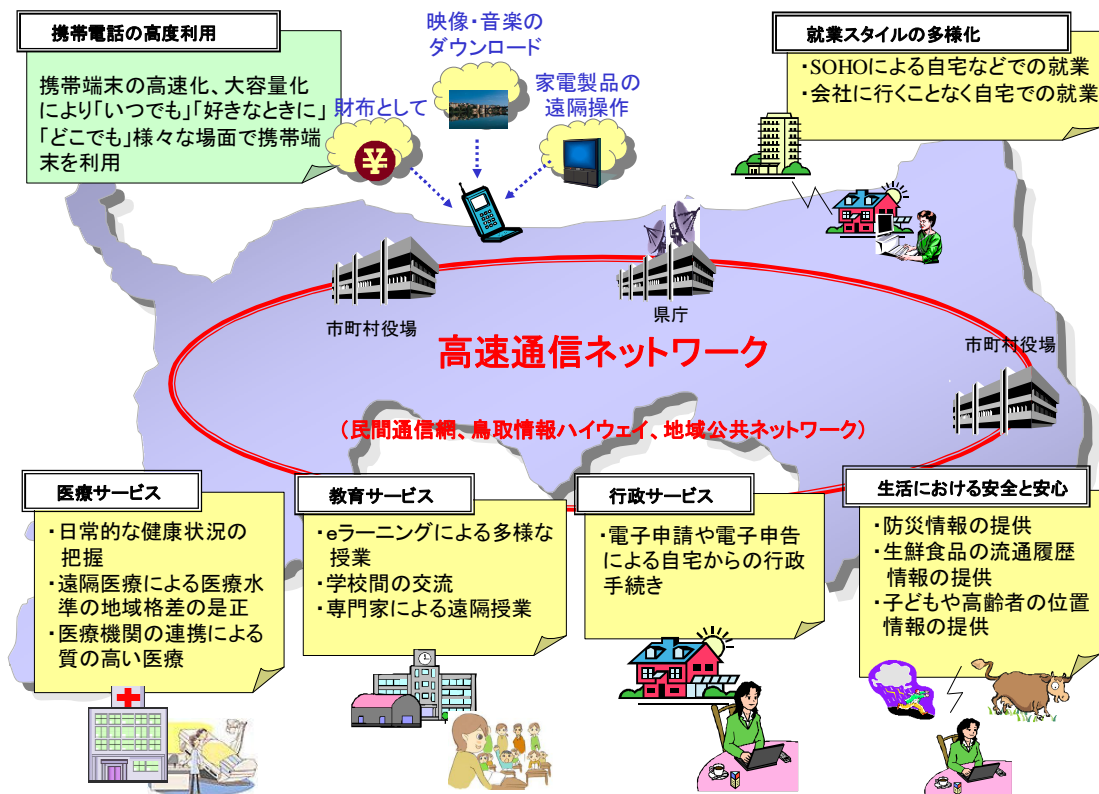 携帯電話の高度利用
携帯端末の高速化、大容量化
により「いつでも」「好きなときに」
「どこでも」様々な場面で携帯端
末を利用
映像・音楽の
ダウンロード
財布として
¥
家電製品の
遠隔操作
就業スタイルの多様化
・SOHOによる自宅などでの就業
・会社に行くことなく自宅での就業
市町村役場
県庁
市町村役場
高速通信ネットワーク
(民間通信網、鳥取情報ハイウェイ、地域公共ネットワーク)
医療サービス
・日常的な健康状況の
把握
・遠隔医療による医療水
準の地域格差の是正
・医療機関の連携による
質の高い医療
教育サービス
・eラーニングによる多様な
授業
・学校間の交流
・専門家による遠隔授業
行政サービス
・電子申請や電子申告
による自宅からの行政
手続き
生活における安全と安心
・防災情報の提供
・生鮮食品の流通履歴
情報の提供
・子どもや高齢者の位置
情報の提供